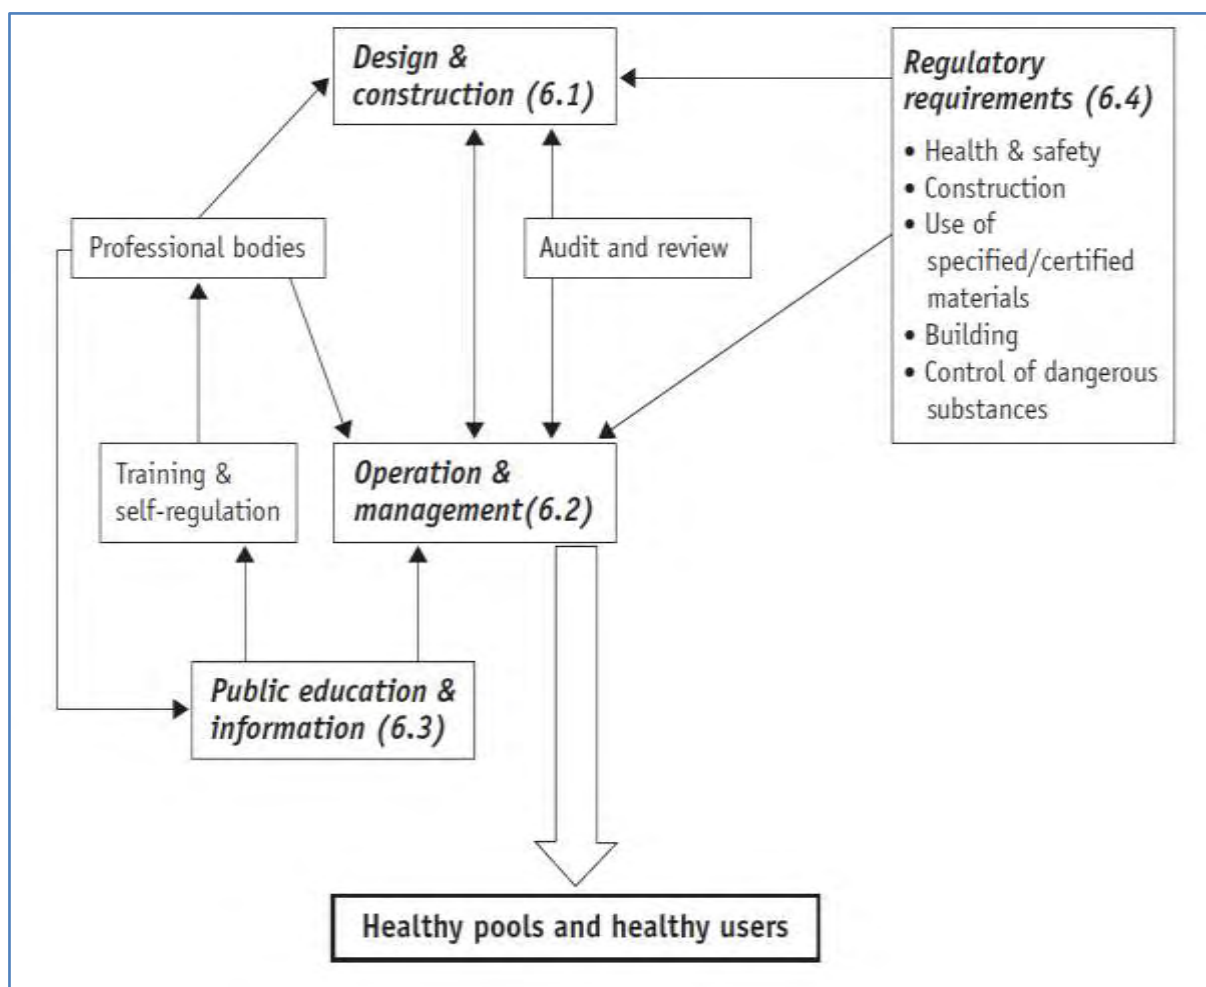 Design &
construction (6.1)
Regulatory
requirements (6.4)
• Health & safety
• Construction
• Use of
specified/certified
materials
• Building
• Control of dangerous
substances
Professional bodies
Audit and review
Training &
self-regulation
Operation &
management(6.2)
Public education &
information (6.3)
Healthy pools and healthy users